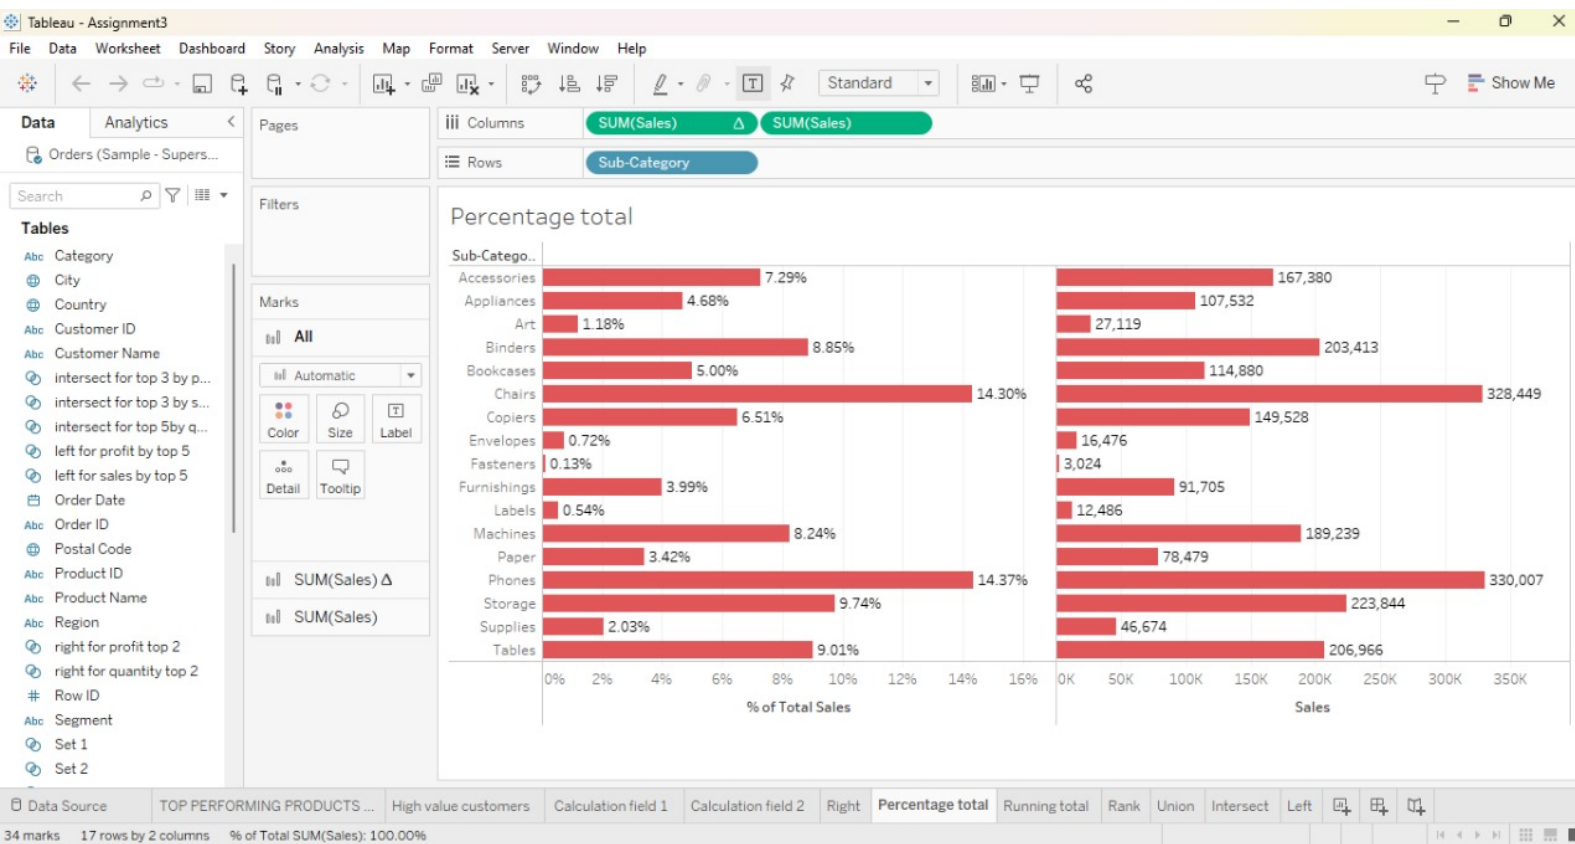 Tableau - Assignment3
File Data Worksheet Dashboard Story Analysis Map Format Server Window Help
Standard
Show Me
Data Analytics
Orders (Sample - Supers...
Search
Tables
Abc Category
City
Country
Abc Customer ID
Abc Customer Name
intersect for top 3 by p...
intersect for top 3 by s...
intersect for top 5by q...
left for profit by top 5
left for sales by top 5
Order Date
Abc Order ID
Postal Code
Abc Product ID
Abc Product Name
Abc Region
right for profit top 2
right for quantity top 2
# Row ID
Abc Segment
Set 1
Set 2
Pages
Filters
Marks
All
Automatic
Color Size Label
Detail Tooltip
SUM(Sales) Δ
SUM(Sales)
Columns SUM(Sales) Δ SUM(Sales)
Rows Sub-Category
Percentage total
Sub-Catego..
Accessories 7.29% 167,380
Appliances 4.68% 107,532
Art 1.18% 27,119
Binders 8.85% 203,413
Bookcases 5.00% 114,880
Chairs 14.30% 328,449
Copiers 6.51% 149,528
Envelopes 0.72% 16,476
Fasteners 0.13% 3,024
Furnishings 3.99% 91,705
Labels 0.54% 12,486
Machines 8.24% 189,239
Paper 3.42% 78,479
Phones 14.37% 330,007
Storage 9.74% 223,844
Supplies 2.03% 46,674
Tables 9.01% 206,966
0% 2% 4% 6% 8% 10% 12% 14% 16% 0K 50K 100K 150K 200K 250K 300K 350K
% of Total Sales Sales
Data Source TOP PERFORMING PRODUCTS ... High value customers Calculation field 1 Calculation field 2 Right Percentage total Running total Rank Union Intersect Left
34 marks 17 rows by 2 columns % of Total SUM(Sales): 100.00%